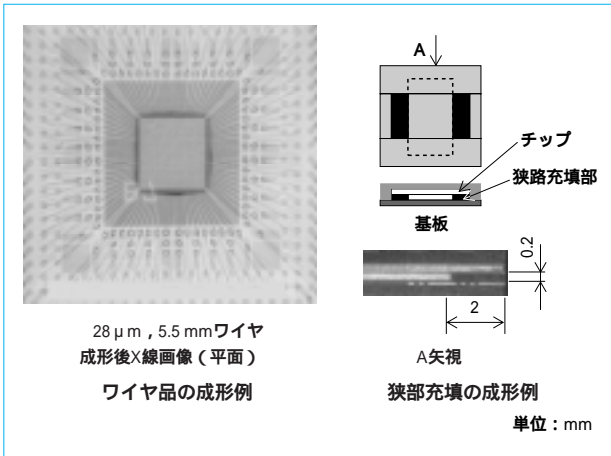 A
チップ
狭路充填部
基板
0.2
2
28μm，5.5 mmワイヤ
成形後X線画像（平面）
ワイヤ品の成形例
A矢視
狭部充填の成形例
単位：mm